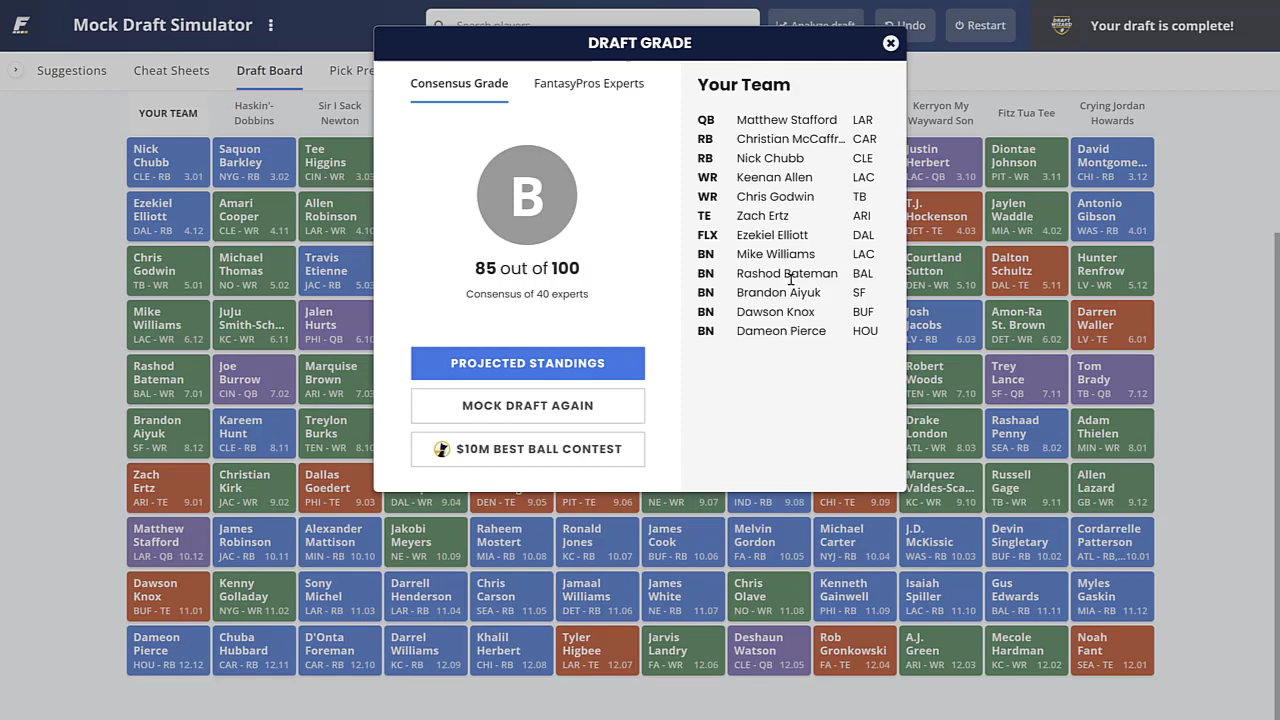 Mock Draft Simulator
Search players
Analyze draft
Undo
Restart
Your draft is complete!
Suggestions
Cheat Sheets
Draft Board
Pick Pre
DRAFT GRADE
Consensus Grade
FantasyPros Experts
B
85 out of 100
Consensus of 40 experts
PROJECTED STANDINGS
MOCK DRAFT AGAIN
$10M BEST BALL CONTEST
Your Team
QB Matthew Stafford LAR
RB Christian McCaffr... CAR
RB Nick Chubb CLE
WR Keenan Allen LAC
WR Chris Godwin TB
TE Zach Ertz ARI
FLX Ezekiel Elliott DAL
BN Mike Williams LAC
BN Rashod Bateman BAL
BN Brandon Aiyuk SF
BN Dawson Knox BUF
BN Dameon Pierce HOU
YOUR TEAM
Haskin-
Dobbins
Sir I Sack
Newton
Kerryon My
Wayward Son
Fitz Tua Tee
Crying Jordan
Howards
Nick
Chubb
CLE - RB 3.01
Saquon
Barkley
NYG - RB 3.02
Tee
Higgins
CIN - WR 3.03
Justin
Herbert
LAC - QB 3.10
Diontae
Johnson
PIT - WR 3.11
David
Montgome...
CHI - RB 3.12
Ezekiel
Elliott
DAL - RB 4.12
Amari
Cooper
CLE - WR 4.11
Allen
Robinson
LAR - WR 4.10
T.J.
Hockenson
DET - TE 4.03
Jaylen
Waddle
MIA - WR 4.02
Antonio
Gibson
WAS - RB 4.01
Chris
Godwin
TB - WR 5.01
Michael
Thomas
NO - WR 5.02
Travis
Etienne
JAC - RB 5.03
Courtland
Sutton
DEN - WR 5.10
Dalton
Schultz
DAL - TE 5.11
Hunter
Renfrow
LV - WR 5.12
Mike
Williams
LAC - WR 6.12
JuJu
Smith-Sch...
KC - WR 6.11
Jalen
Hurts
PHI - QB 6.10
Josh
Jacobs
LV - RB 6.03
Amon-Ra
St. Brown
DET - WR 6.02
Darren
Waller
LV - TE 6.01
Rashod
Bateman
BAL - WR 7.01
Joe
Burrow
CIN - QB 7.02
Marquise
Brown
ARI - WR 7.03
Robert
Woods
TEN - WR 7.10
Trey
Lance
SF - QB 7.11
Tom
Brady
TB - QB 7.12
Brandon
Aiyuk
SF - WR 8.12
Kareem
Hunt
CLE - RB 8.11
Treylon
Burks
TEN - WR 8.10
Drake
London
ATL - WR 8.03
Rashaad
Penny
SEA - RB 8.02
Adam
Thielen
MIN - WR 8.01
Zach
Ertz
ARI - TE 9.01
Christian
Kirk
JAC - WR 9.02
Dallas
Goedert
PHI - TE 9.03
DAL - WR 9.04
DEN - TE 9.05
PIT - TE 9.06
NE - WR 9.07
IND - RB 9.08
CHI - TE 9.09
Marquez
Valdes-Sca...
KC - WR 9.10
Russell
Gage
TB - WR 9.11
Allen
Lazard
GB - WR 9.12
Matthew
Stafford
LAR - QB 10.12
James
Robinson
JAC - RB 10.11
Alexander
Mattison
MIN - RB 10.10
Jakobi
Meyers
NE - WR 10.09
Raheem
Mostert
MIA - RB 10.08
Ronald
Jones
KC - RB 10.07
James
Cook
BUF - RB 10.06
Melvin
Gordon
FA - RB 10.05
Michael
Carter
NYJ - RB 10.04
J.D.
McKissic
WAS - RB 10.03
Devin
Singletary
BUF - RB 10.02
Cordarrelle
Patterson
ATL - RB,...10.01
Dawson
Knox
BUF - TE 11.01
Kenny
Golladay
NYG - WR 11.02
Sony
Michel
LAR - RB 11.03
Darrell
Henderson
LAR - RB 11.04
Chris
Carson
SEA - RB 11.05
Jamaal
Williams
DET - RB 11.06
James
White
NE - RB 11.07
Chris
Olave
NO - WR 11.08
Kenneth
Gainwell
PHI - RB 11.09
Isaiah
Spiller
LAC - RB 11.10
Gus
Edwards
BAL - RB 11.11
Myles
Gaskin
MIA - RB 11.12
Dameon
Pierce
HOU - RB 12.12
Chuba
Hubbard
CAR - RB 12.11
D'Onta
Foreman
CAR - RB 12.10
Darrel
Williams
KC - RB 12.09
Khalil
Herbert
CHI - RB 12.08
Tyler
Higbee
LAR - TE 12.07
Jarvis
Landry
FA - WR 12.06
Deshaun
Watson
CLE - QB 12.05
Rob
Gronkowski
FA - TE 12.04
A.J.
Green
ARI - WR 12.03
Mecole
Hardman
KC - WR 12.02
Noah
Fant
SEA - TE 12.01